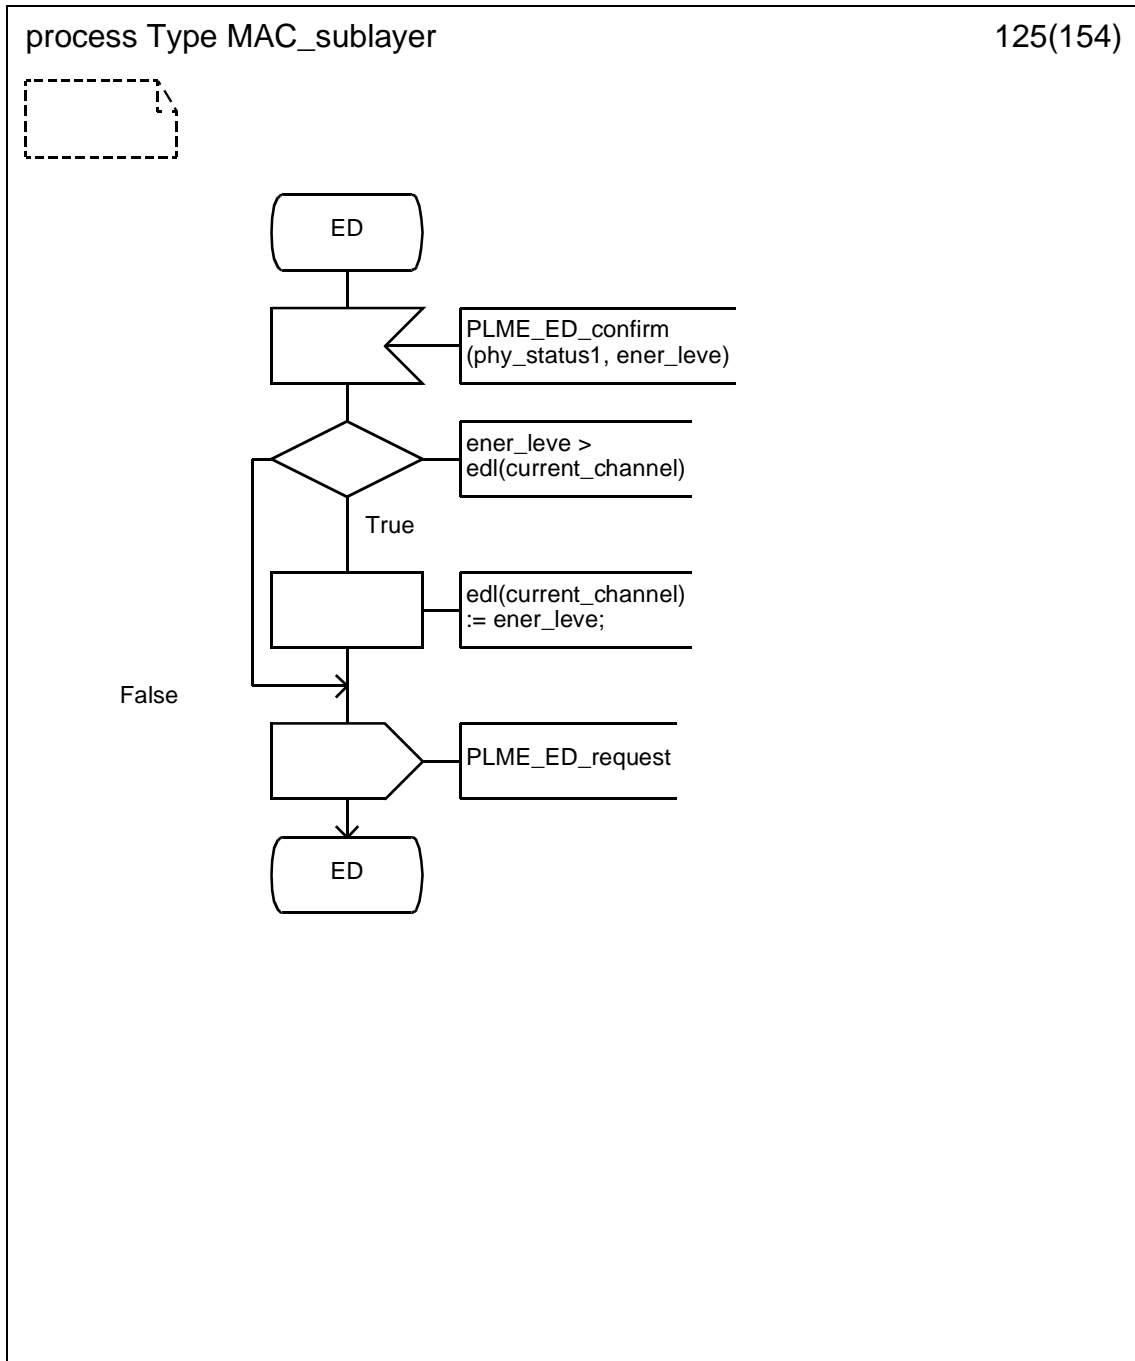 process Type MAC_sublayer 125(154)
ED
PLME_ED_confirm
(phy_status1, ener_leve)
ener_leve >
edl(current_channel)
True
edl(current_channel)
:= ener_leve;
False
PLME_ED_request
ED